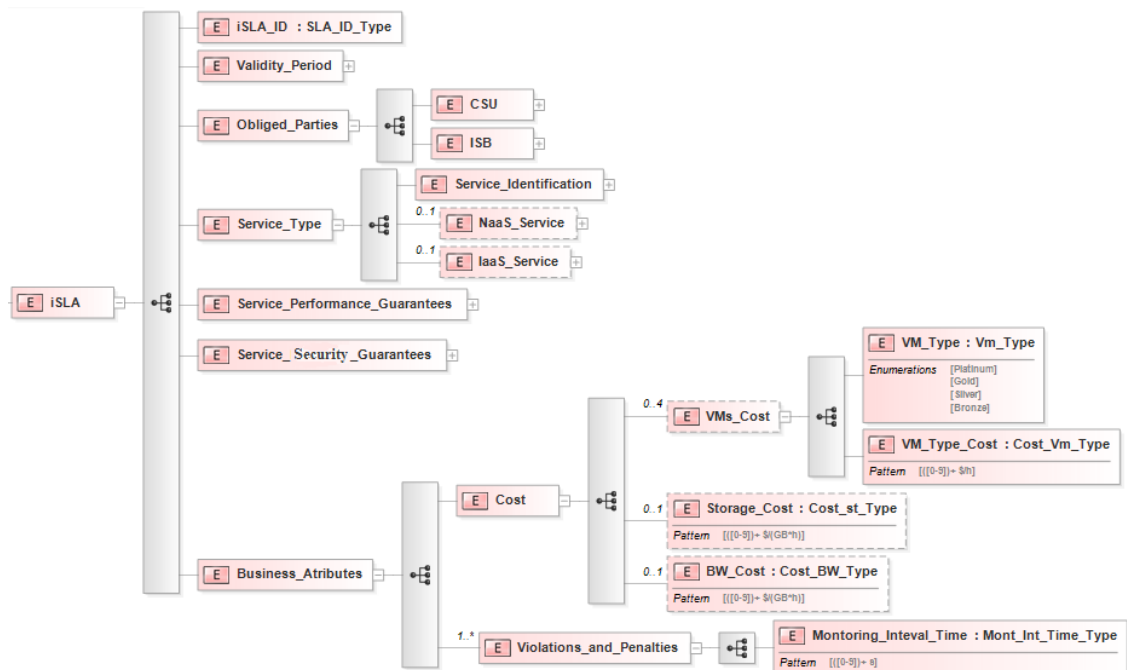 E iSLA_ID : SLA_ID_Type
E Validity_Period
E Obliged_Parties
E CSU
E ISB
E Service_Type
E Service_Identification
0..1
E NaaS_Service
0..1
E IaaS_Service
E iSLA
E Service_Performance_Guarantees
E Service_ Security _Guarantees
E Business_Atributes
E Cost
0..4
E VMs_Cost
E VM_Type : Vm_Type
Enumerations [Platinum]
[Gold]
[Silver]
[Bronze]
E VM_Type_Cost : Cost_Vm_Type
Pattern [([0-9])+ $/h]
0..1
E Storage_Cost : Cost_st_Type
Pattern [([0-9])+ $/(GB*h)]
0..1
E BW_Cost : Cost_BW_Type
Pattern [([0-9])+ $/(GB*h)]
1..*
E Violations_and_Penalties
E Montoring_Inteval_Time : Mont_Int_Time_Type
Pattern [([0-9])+ s]